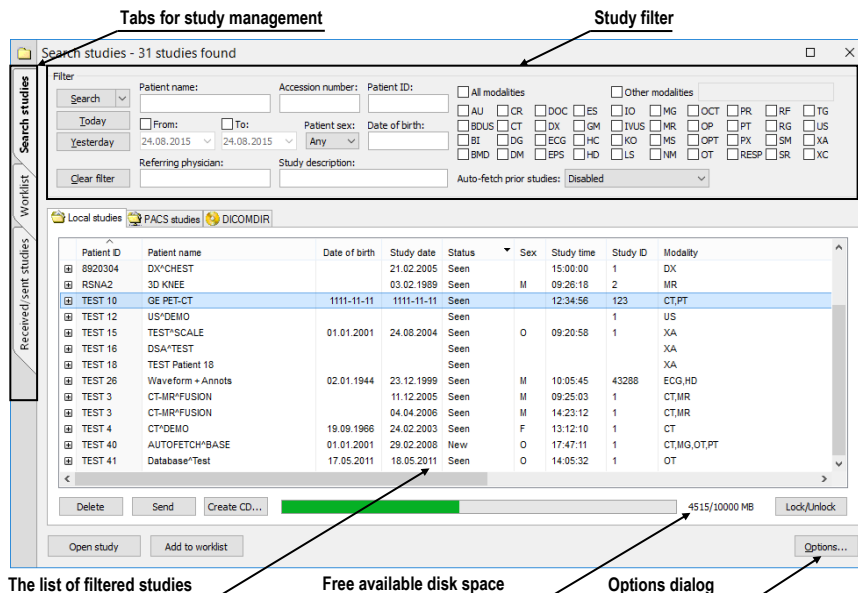 Tabs for study management
Study filter
Search studies - 31 studies found
Search studies
Worklist
Received/sent studies
Filter
Search
Today
Yesterday
Clear filter
Patient name:
Accession number:
Patient ID:
From:
To:
Patient sex:
Date of birth:
24.08.2015
24.08.2015
Any
Referring physician:
Study description:
All modalities
Other modalities
AU CR DOC ES IO MG OCT PR RF TG
BDUS CT DX GM IVUS MR OP PT RG US
BI DG ECG HC KO MS OPT PX SM XA
BMD DM EPS HD LS NM OT RESP SR XC
Auto-fetch prior studies: Disabled
Local studies PACS studies DICOMDIR
Patient ID Patient name Date of birth Study date Status Sex Study time Study ID Modality
8920304 DX^CHEST 21.02.2005 Seen 15:00:00 1 DX
RSNA2 3D KNEE 03.02.1989 Seen M 09:26:18 2 MR
TEST 10 GE PET-CT 1111-11-11 1111-11-11 Seen 12:34:56 123 CT,PT
TEST 12 US^DEMO Seen 1 US
TEST 15 TEST^SCALE 01.01.2001 24.08.2004 Seen O 09:20:58 1 XA
TEST 16 DSA^TEST Seen XA
TEST 18 TEST Patient 18 Seen XA
TEST 26 Waveform + Annots 02.01.1944 23.12.1999 Seen M 10:05:45 43288 ECG,HD
TEST 3 CT-MR^FUSION 11.12.2005 Seen M 09:25:03 1 CT,MR
TEST 3 CT-MR^FUSION 04.04.2006 Seen M 14:23:12 1 CT,MR
TEST 4 CT^DEMO 19.09.1966 24.02.2003 Seen F 13:12:10 1 CT
TEST 40 AUTOFETCH^BASE 01.01.2001 29.02.2008 New O 17:47:11 1 CT,MG,OT,PT
TEST 41 Database^Test 17.05.2011 18.05.2011 Seen O 14:05:32 1 OT
Delete Send Create CD... 4515/10000 MB Lock/Unlock
Open study Add to worklist Options...
The list of filtered studies
Free available disk space
Options dialog